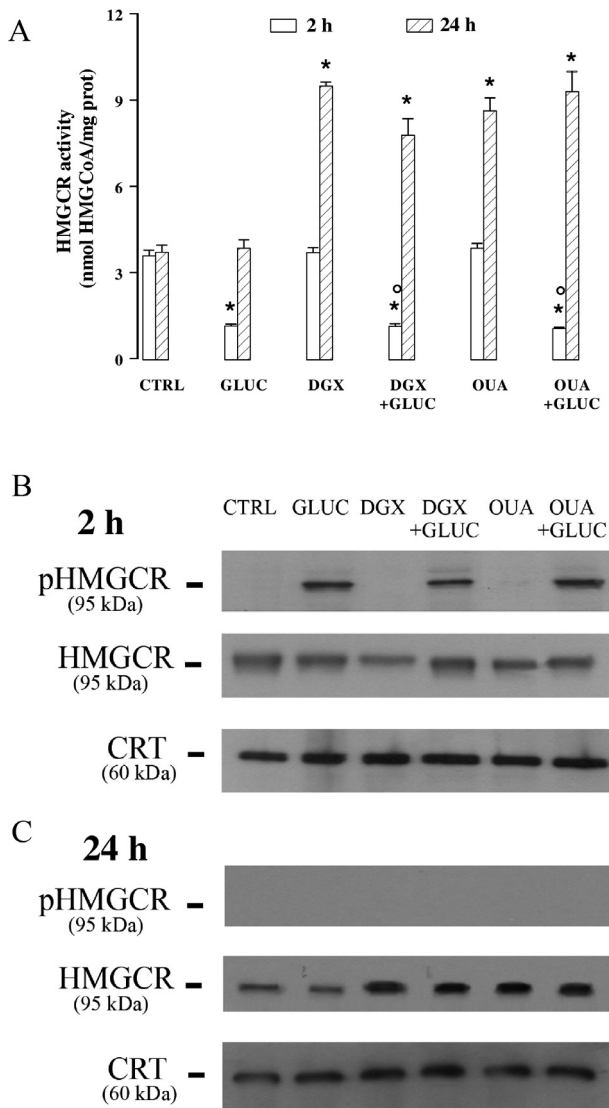 A
12
9
6
3
0
HMGCR activity
(nmol HMGCoA/mg prot)
2 h
24 h
*
*
*
*
*
° *
° *
CTRL GLUC DGX DGX OUA OUA
+GLUC +GLUC
B
2 h
CTRL GLUC DGX DGX OUA OUA
+GLUC +GLUC
pHMGCR -
(95 kDa)
HMGCR -
(95 kDa)
CRT -
(60 kDa)
C
24 h
pHMGCR -
(95 kDa)
HMGCR -
(95 kDa)
CRT -
(60 kDa)